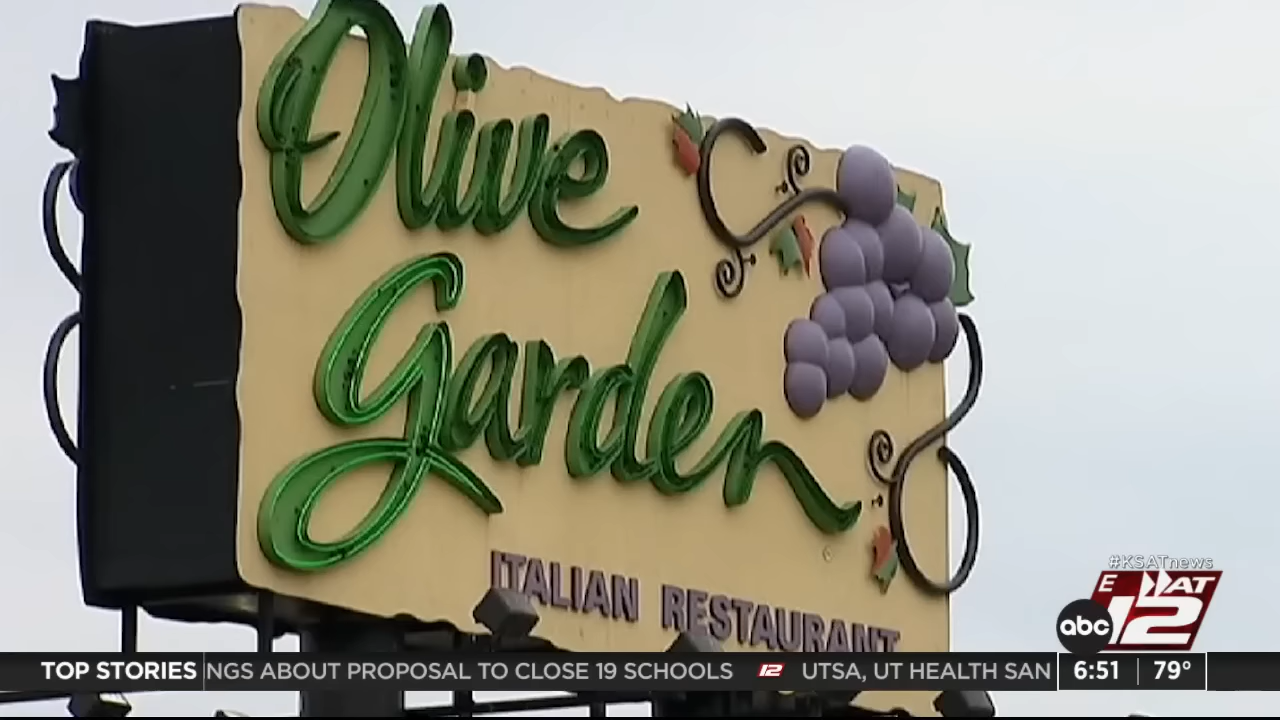 Olive
Garden
ITALIAN RESTAURANT
#KSATnews
abc 12
TOP STORIES NGS ABOUT PROPOSAL TO CLOSE 19 SCHOOLS 12 UTSA, UT HEALTH SAN 6:51 79°